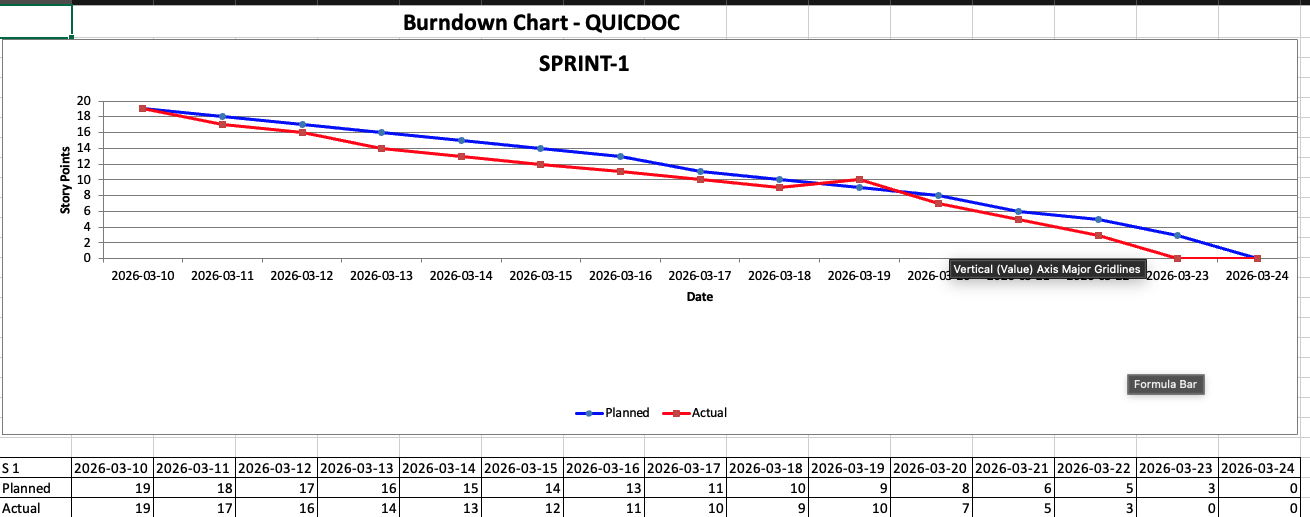 Burndown Chart - QUICDOC
SPRINT-1
20
18
16
14
12
10
8
6
4
2
0
Story Points
2026-03-10 2026-03-11 2026-03-12 2026-03-13 2026-03-14 2026-03-15 2026-03-16 2026-03-17 2026-03-18 2026-03-19 2026-03-23 2026-03-24
Vertical (Value) Axis Major Gridlines
Date
Formula Bar
Planned Actual
S 1 2026-03-10 2026-03-11 2026-03-12 2026-03-13 2026-03-14 2026-03-15 2026-03-16 2026-03-17 2026-03-18 2026-03-19 2026-03-20 2026-03-21 2026-03-22 2026-03-23 2026-03-24
Planned 19 18 17 16 15 14 13 11 10 9 8 6 5 3 0
Actual 19 17 16 14 13 12 11 10 9 10 7 5 3 0 0